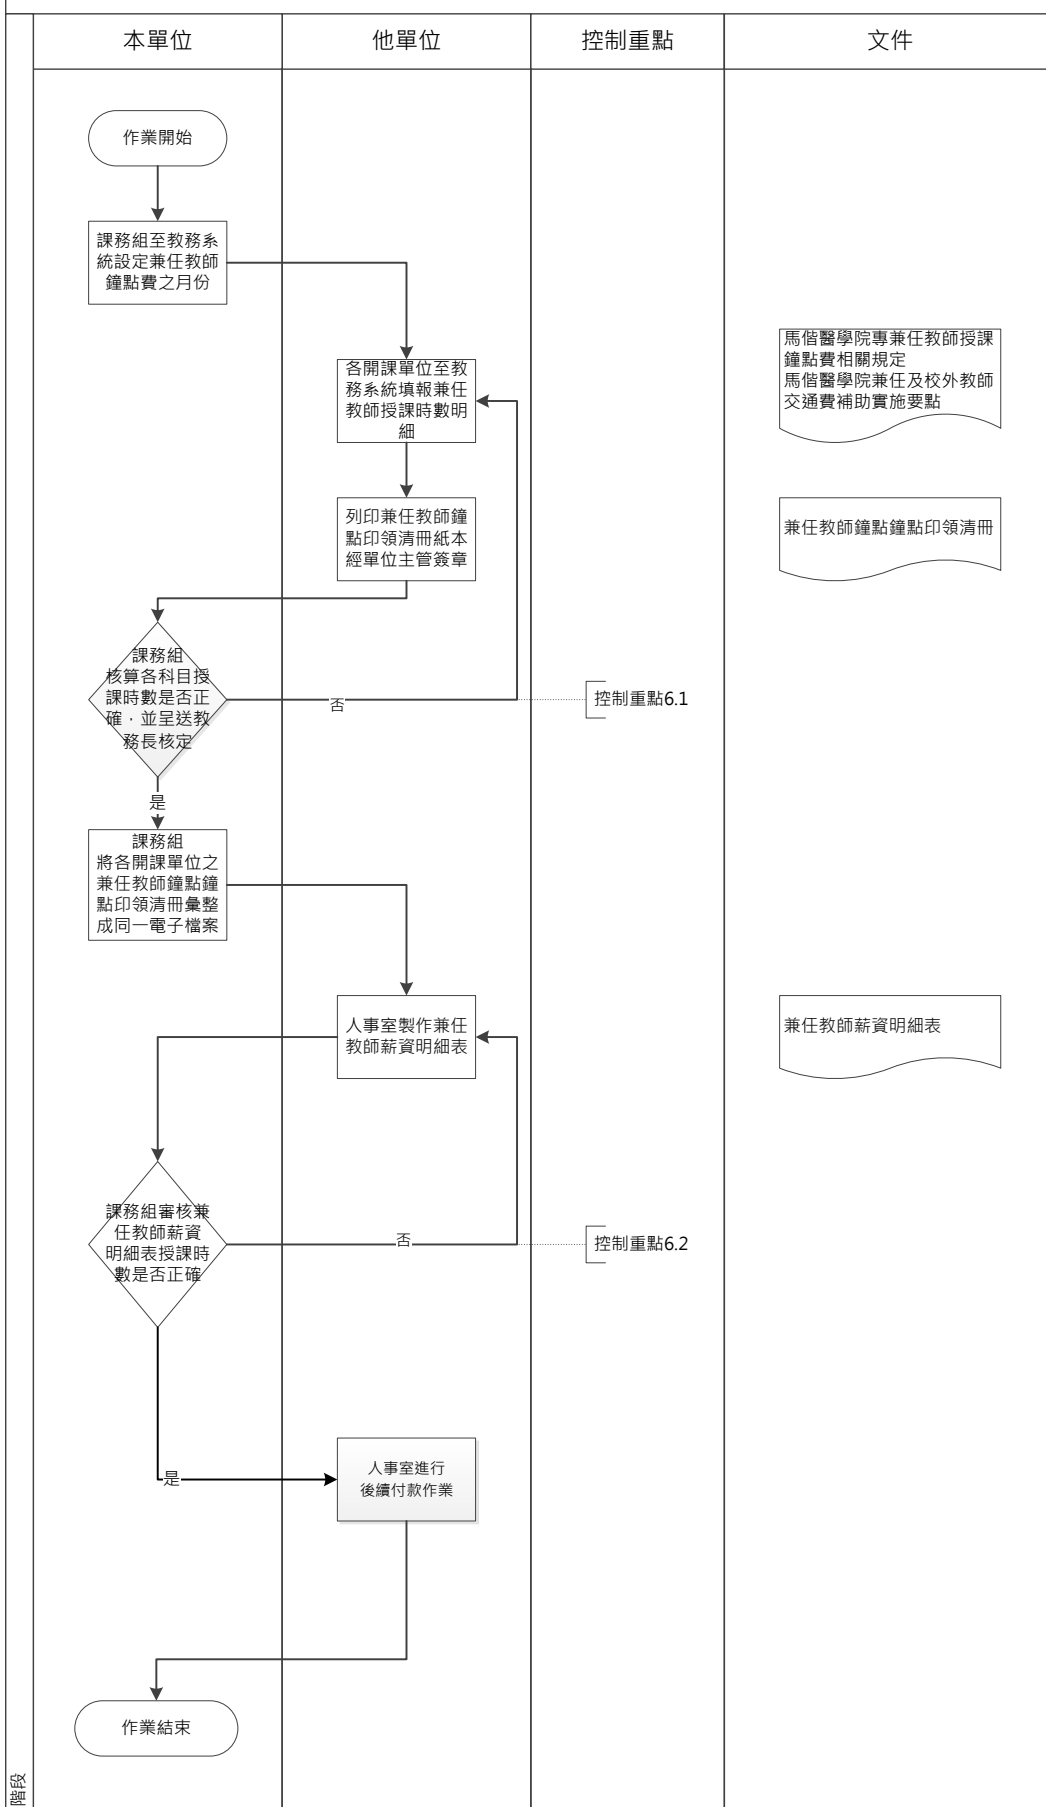 本單位
他單位
控制重點
文件
作業開始
課務組至教務系
統設定兼任教師
鐘點費之月份
各開課單位至教
務系統填報兼任
教師授課時數明
細
馬偕醫學院專兼任教師授課
鐘點費相關規定
馬偕醫學院兼任及校外教師
交通費補助實施要點
列印兼任教師鐘
點印領清冊紙本
經單位主管簽章
兼任教師鐘點鐘點印領清冊
課務組
核算各科目授
課時數是否正
確，並呈送教
務長核定
否
控制重點6.1
是
課務組
將各開課單位之
兼任教師鐘點鐘
點印領清冊彙整
成同一電子檔案
人事室製作兼任
教師薪資明細表
兼任教師薪資明細表
課務組審核兼
任教師薪資
明細表授課時
數是否正確
否
控制重點6.2
是
人事室進行
後續付款作業
作業結束
階段